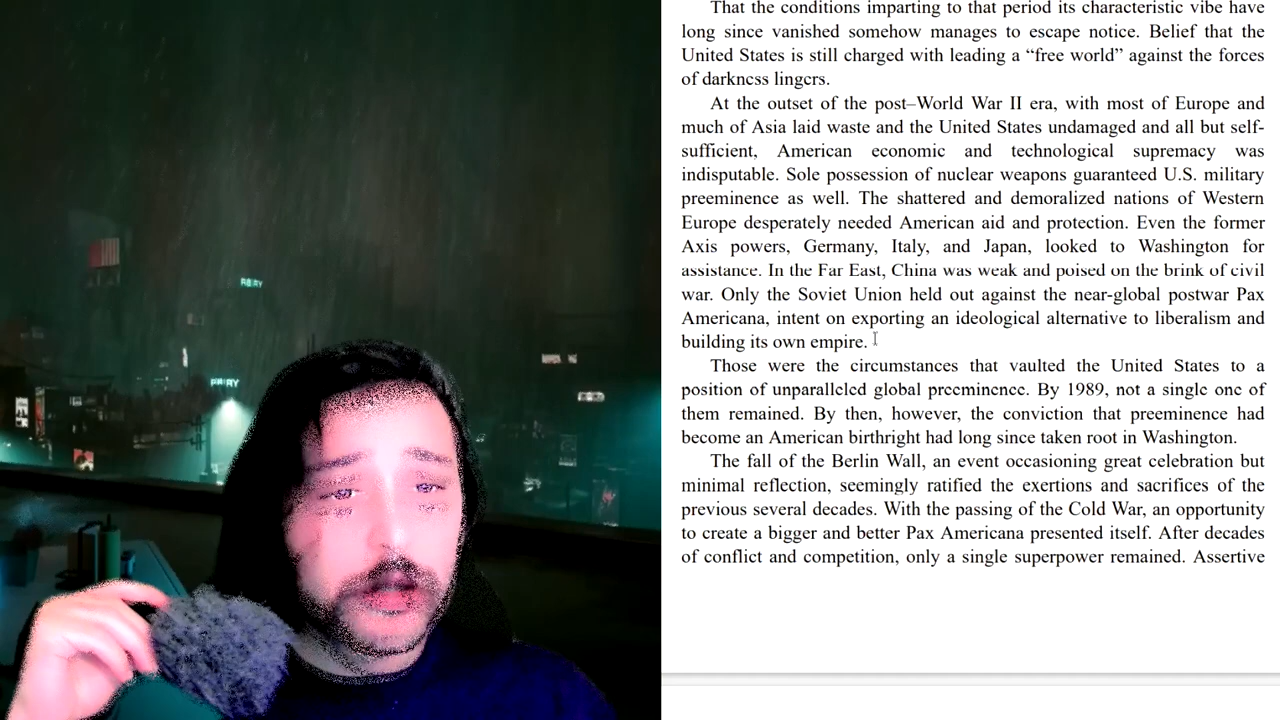 That the conditions imparting to that period its characteristic vibe have
long since vanished somehow manages to escape notice. Belief that the
United States is still charged with leading a “free world” against the forces
of darkness lingers.
At the outset of the post–World War II era, with most of Europe and
much of Asia laid waste and the United States undamaged and all but self-
sufficient, American economic and technological supremacy was
indisputable. Sole possession of nuclear weapons guaranteed U.S. military
preeminence as well. The shattered and demoralized nations of Western
Europe desperately needed American aid and protection. Even the former
Axis powers, Germany, Italy, and Japan, looked to Washington for
assistance. In the Far East, China was weak and poised on the brink of civil
war. Only the Soviet Union held out against the near-global postwar Pax
Americana, intent on exporting an ideological alternative to liberalism and
building its own empire.
Those were the circumstances that vaulted the United States to a
position of unparalleled global preeminence. By 1989, not a single one of
them remained. By then, however, the conviction that preeminence had
become an American birthright had long since taken root in Washington.
The fall of the Berlin Wall, an event occasioning great celebration but
minimal reflection, seemingly ratified the exertions and sacrifices of the
previous several decades. With the passing of the Cold War, an opportunity
to create a bigger and better Pax Americana presented itself. After decades
of conflict and competition, only a single superpower remained. Assertive